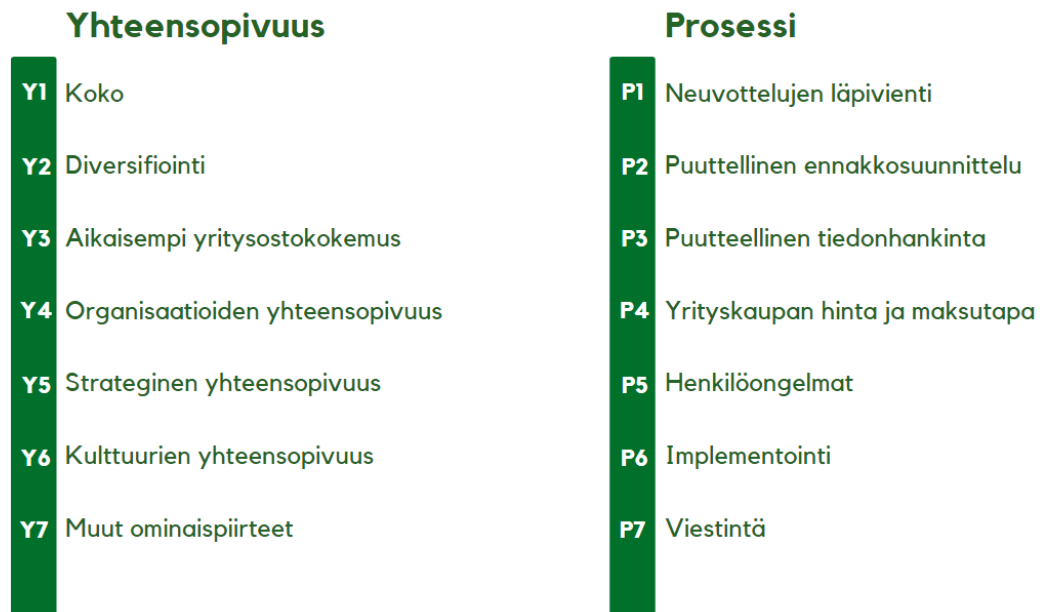 Yhteensopivuus
Y1 Koko
Y2 Diversifiointi
Y3 Aikaisempi yritysostokokemus
Y4 Organisaatioiden yhteensopivuus
Y5 Strateginen yhteensopivuus
Y6 Kulttuurien yhteensopivuus
Y7 Muut ominaispiirteet
Prosessi
P1 Neuvottelujen läpivienti
P2 Puuttellinen ennakkosuunnittelu
P3 Puutteellinen tiedonhankinta
P4 Yrityskaupan hinta ja maksutapa
P5 Henkilöongelmat
P6 Implementointi
P7 Viestintä